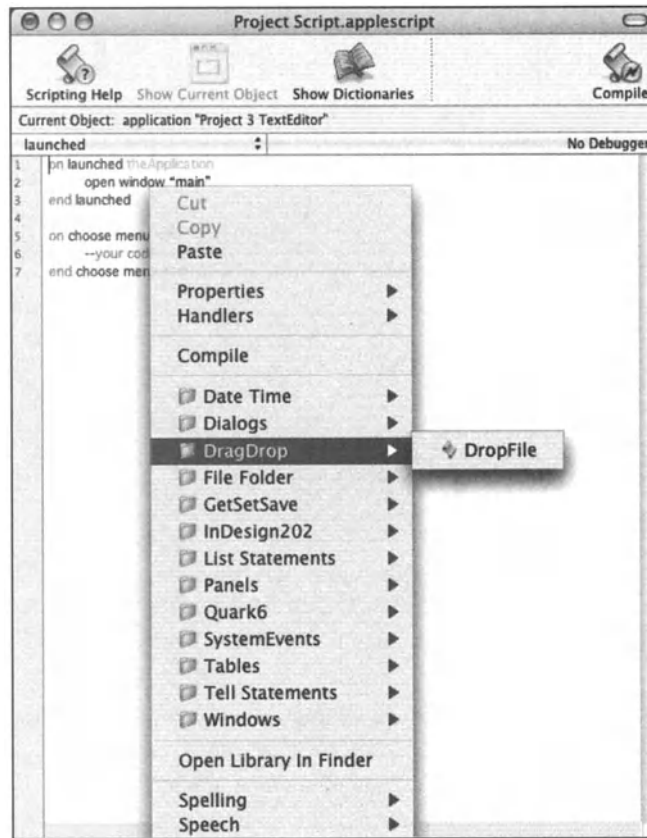 Project Script.applescript
Scripting Help Show Current Object Show Dictionaries Compile
Current Object: application "Project 3 TextEditor"
launched No Debugger
1 on launched theApplication
2 open window “main”
3 end launched
4
5 on choose menu
6 --your cod
7 end choose men
Cut
Copy
Paste
Properties
Handlers
Compile
Date Time
Dialogs
DragDrop DropFile
File Folder
GetSetSave
InDesign202
List Statements
Panels
Quark6
SystemEvents
Tables
Tell Statements
Windows
Open Library In Finder
Spelling
Speech